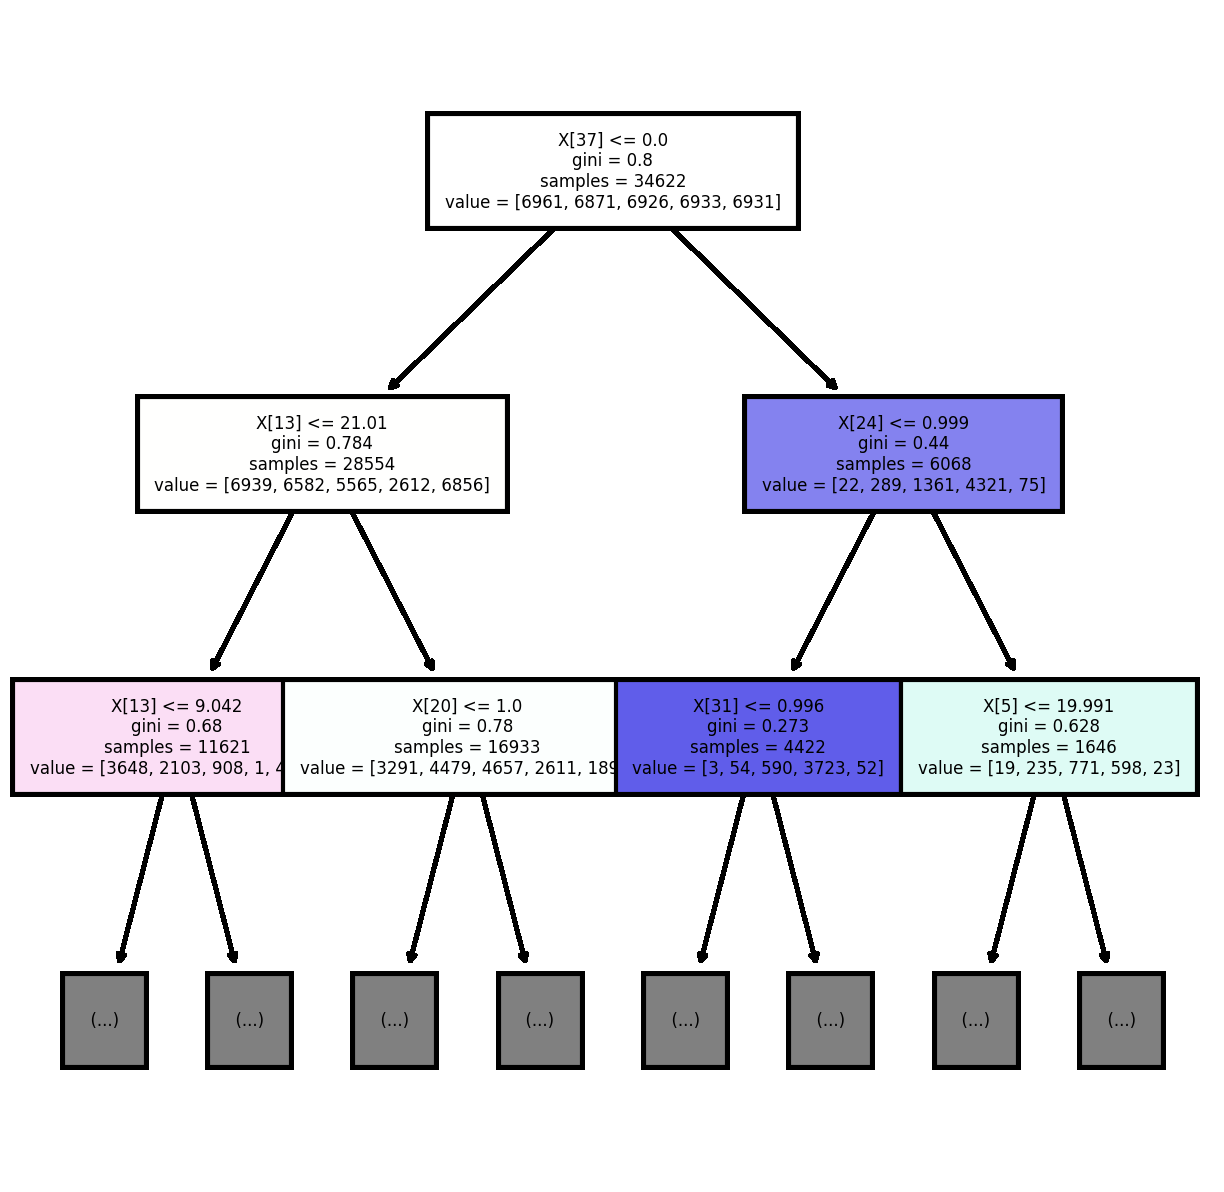 X[37] <= 0.0
gini = 0.8
samples = 34622
value = [6961, 6871, 6926, 6933, 6931]
X[13] <= 21.01
gini = 0.784
samples = 28554
value = [6939, 6582, 5565, 2612, 6856]
X[24] <= 0.999
gini = 0.44
samples = 6068
value = [22, 289, 1361, 4321, 75]
X[13] <= 9.042
gini = 0.68
samples = 11621
value = [3648, 2103, 908, 1, 4
X[20] <= 1.0
gini = 0.78
samples = 16933
value = [3291, 4479, 4657, 2611, 189
X[31] <= 0.996
gini = 0.273
samples = 4422
value = [3, 54, 590, 3723, 52]
X[5] <= 19.991
gini = 0.628
samples = 1646
value = [19, 235, 771, 598, 23]
(...)
(...)
(...)
(...)
(...)
(...)
(...)
(...)